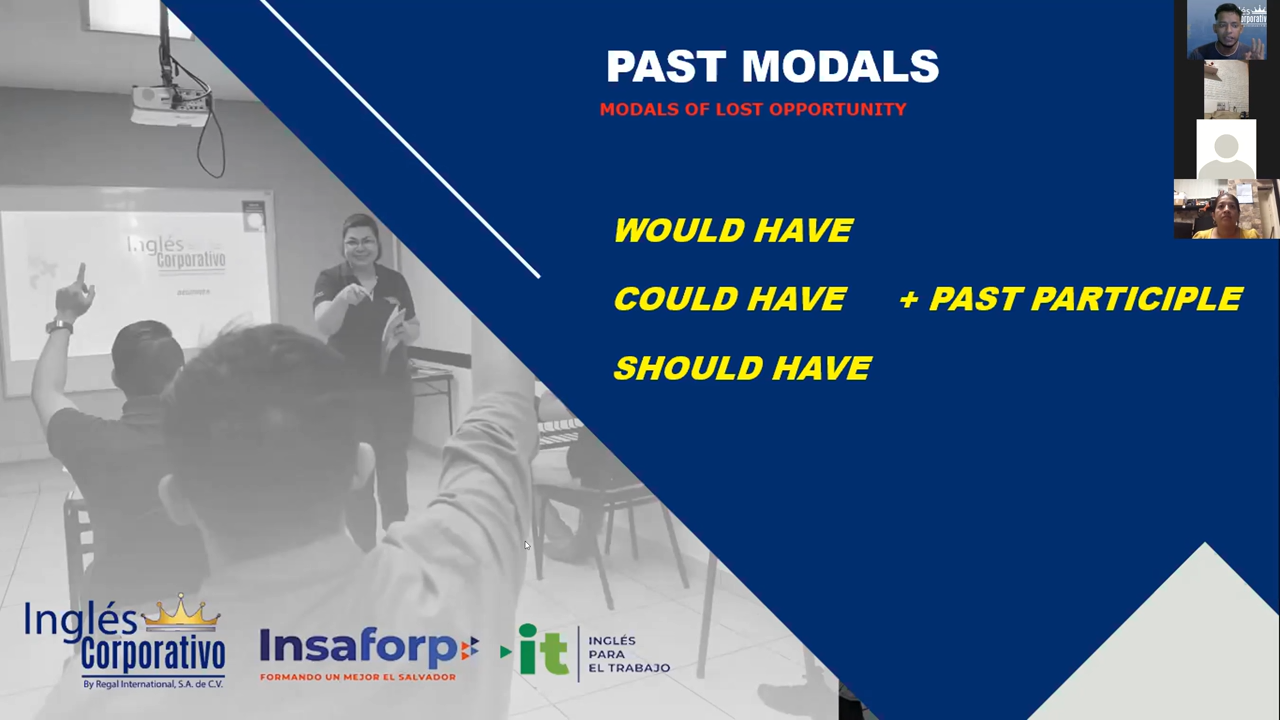 PAST MODALS
MODALS OF LOST OPPORTUNITY
WOULD HAVE
COULD HAVE + PAST PARTICIPLE
SHOULD HAVE
Inglés
Corporativo
Inglés
Corporativo
By Regal International, S.A. de C.V.
Insaforp
FORMANDO UN MEJOR EL SALVADOR
it
INGLÉS
PARA
EL TRABAJO